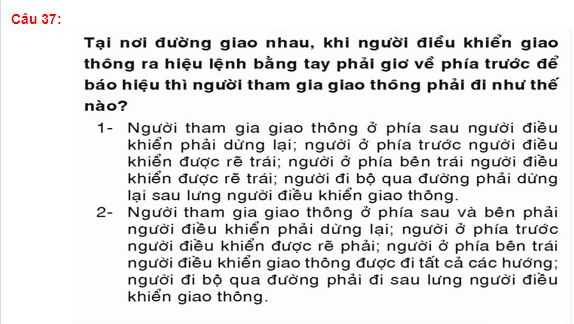 Câu 37:
Tại nơi đường giao nhau, khi người điều khiển giao
thông ra hiệu lệnh bằng tay phải giơ về phía trước để
báo hiệu thì người tham gia giao thông phải đi như thế
nào?
1- Người tham gia giao thông ở phía sau người điều
khiển phải dừng lại; người ở phía trước người điều
khiển được rẽ trái; người ở phía bên trái người điều
khiển được rẽ trái; người đi bộ qua đường phải dừng
lại sau lưng người điều khiển giao thông.
2- Người tham gia giao thông ở phía sau và bên phải
người điều khiển phải dừng lại; người ở phía trước
người điều khiển được rẽ phải; người ở phía bên trái
người điều khiển giao thông được đi tất cả các hướng;
người đi bộ qua đường phải đi sau lưng người điều
khiển giao thông.